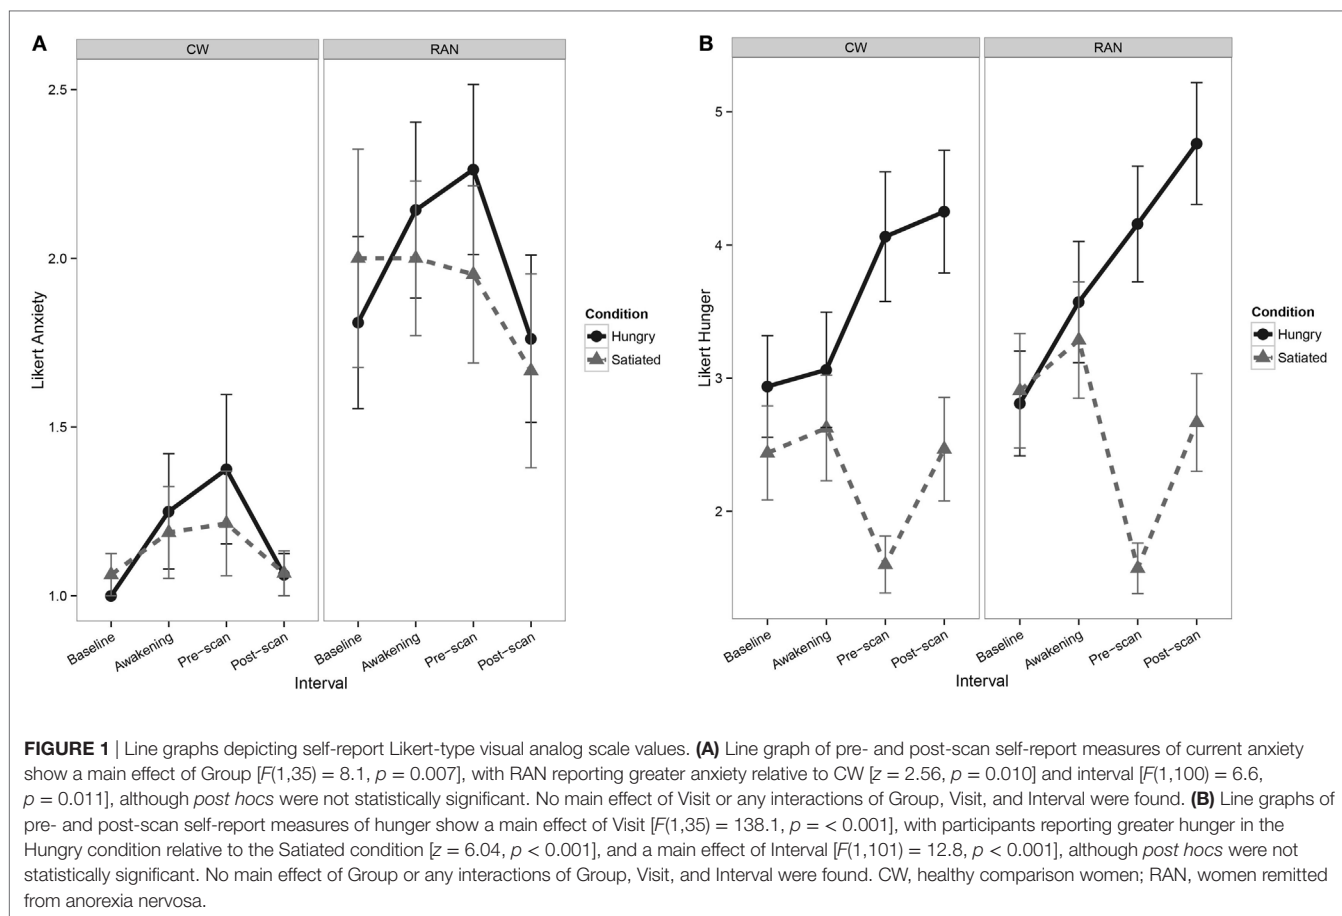 A
CW
RAN
2.5
2.0
1.5
1.0
Likert Anxiety
Baseline
Awakening
Pre−scan
Post−scan
Baseline
Awakening
Pre−scan
Post−scan
Interval
Condition
Hungry
Satiated
B
CW
RAN
5
4
3
2
Likert Hunger
Baseline
Awakening
Pre−scan
Post−scan
Baseline
Awakening
Pre−scan
Post−scan
Interval
Condition
Hungry
Satiated
FIGURE 1 | Line graphs depicting self-report Likert-type visual analog scale values. (A) Line graph of pre- and post-scan self-report measures of current anxiety
show a main effect of Group [F(1,35) = 8.1, p = 0.007], with RAN reporting greater anxiety relative to CW [z = 2.56, p = 0.010] and interval [F(1,100) = 6.6,
p = 0.011], although post hocs were not statistically significant. No main effect of Visit or any interactions of Group, Visit, and Interval were found. (B) Line graphs of
pre- and post-scan self-report measures of hunger show a main effect of Visit [F(1,35) = 138.1, p = < 0.001], with participants reporting greater hunger in the
Hungry condition relative to the Satiated condition [z = 6.04, p < 0.001], and a main effect of Interval [F(1,101) = 12.8, p < 0.001], although post hocs were not
statistically significant. No main effect of Group or any interactions of Group, Visit, and Interval were found. CW, healthy comparison women; RAN, women remitted
from anorexia nervosa.